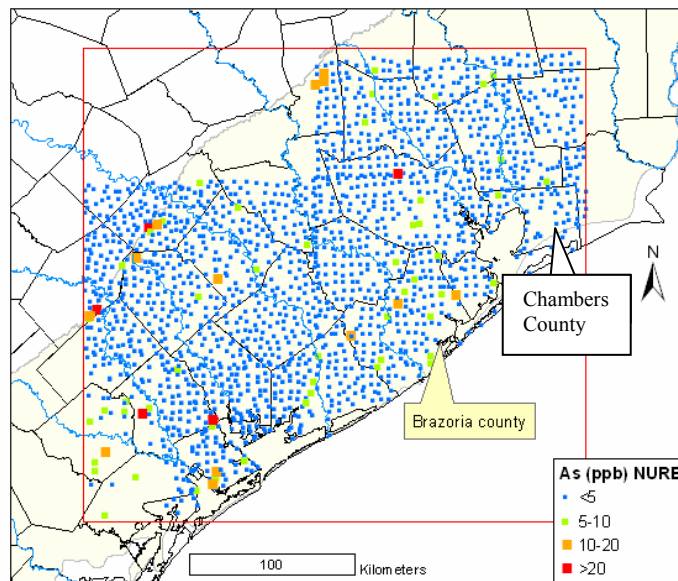 N
Chambers
County
Brazoria county
As (ppb) NURE
<5
5-10
10-20
>20
100
Kilometers